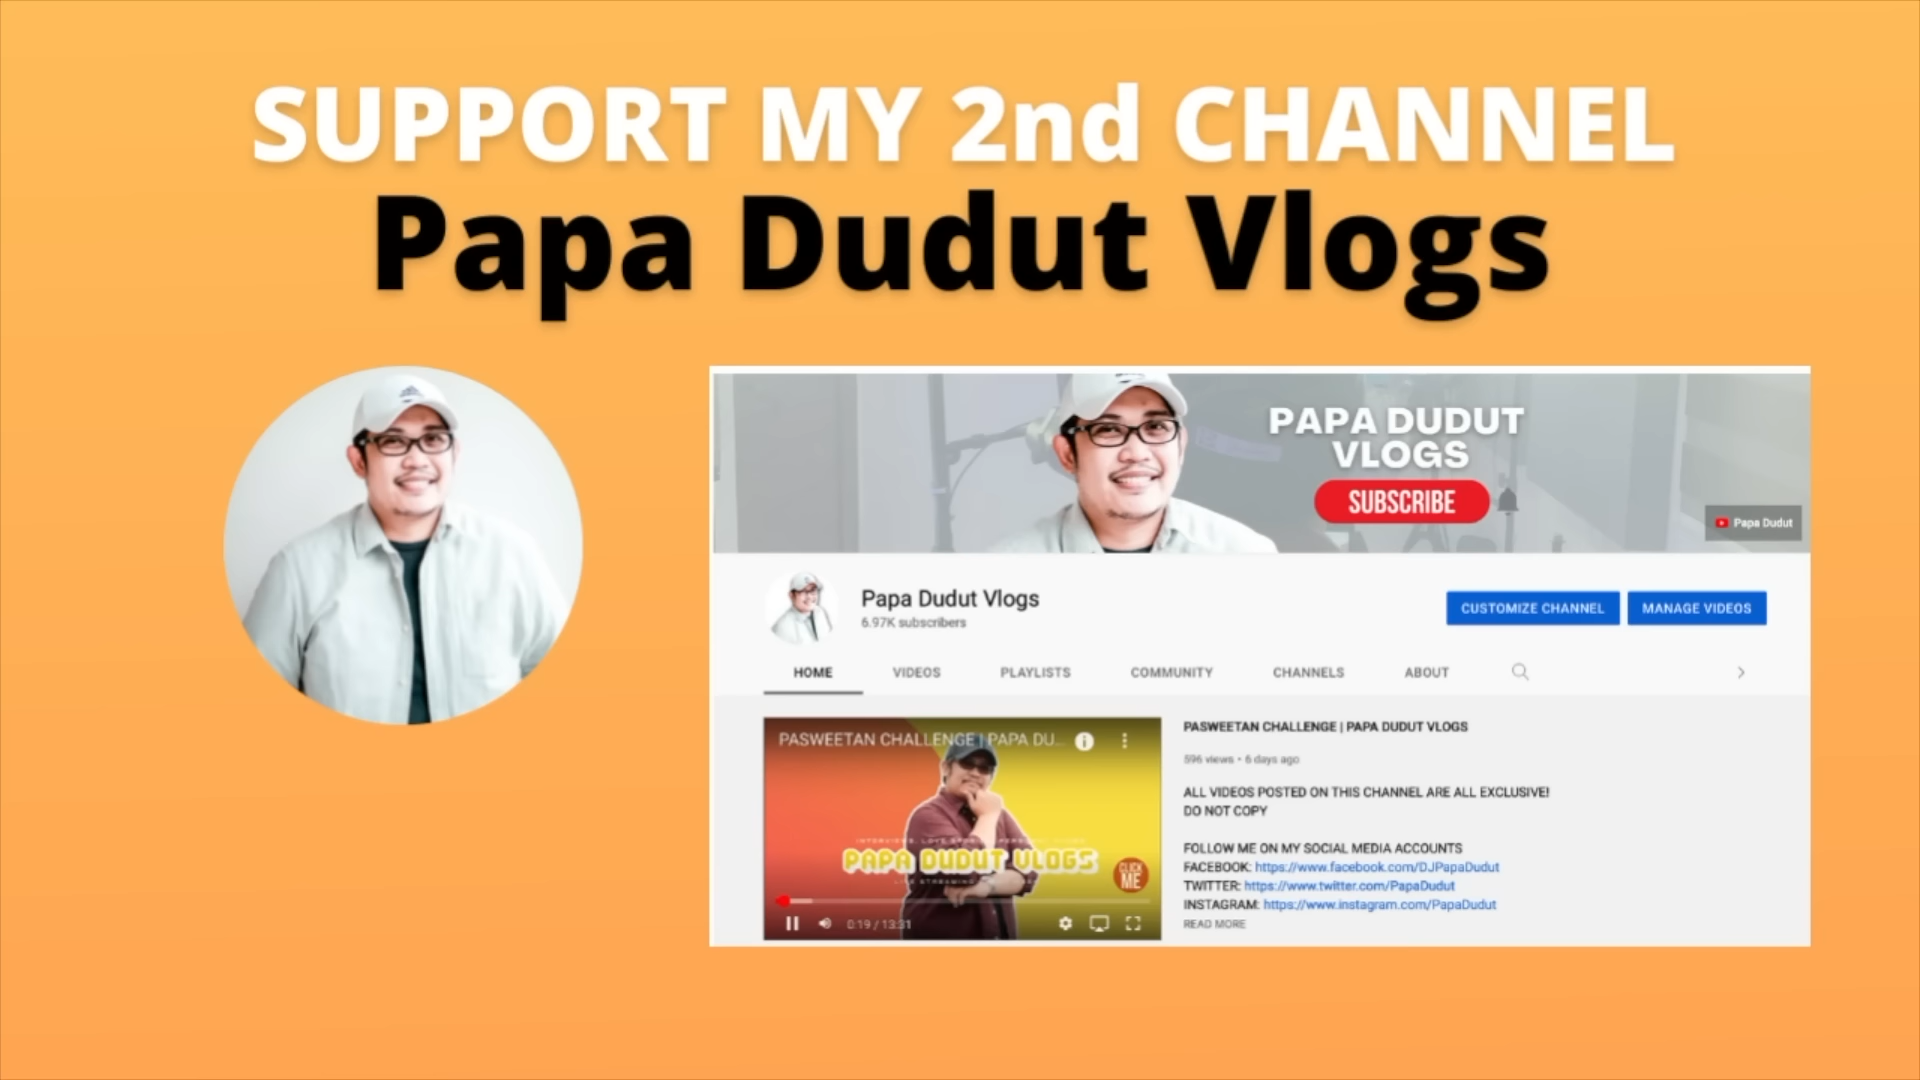 SUPPORT MY 2nd CHANNEL
Papa Dudut Vlogs
PAPA DUDUT
VLOGS
SUBSCRIBE
Papa Dudut
Papa Dudut Vlogs
6.97K subscribers
CUSTOMIZE CHANNEL
MANAGE VIDEOS
HOME VIDEOS PLAYLISTS COMMUNITY CHANNELS ABOUT
PASWEETAN CHALLENGE | PAPA DU...
PAPA DUDUT VLOGS
CLICK
ME
0:19 / 13:31
PASWEETAN CHALLENGE | PAPA DUDUT VLOGS
596 views • 6 days ago
ALL VIDEOS POSTED ON THIS CHANNEL ARE ALL EXCLUSIVE!
DO NOT COPY
FOLLOW ME ON MY SOCIAL MEDIA ACCOUNTS
FACEBOOK: https://www.facebook.com/DJPapaDudut
TWITTER: https://www.twitter.com/PapaDudut
INSTAGRAM: https://www.instagram.com/PapaDudut
READ MORE